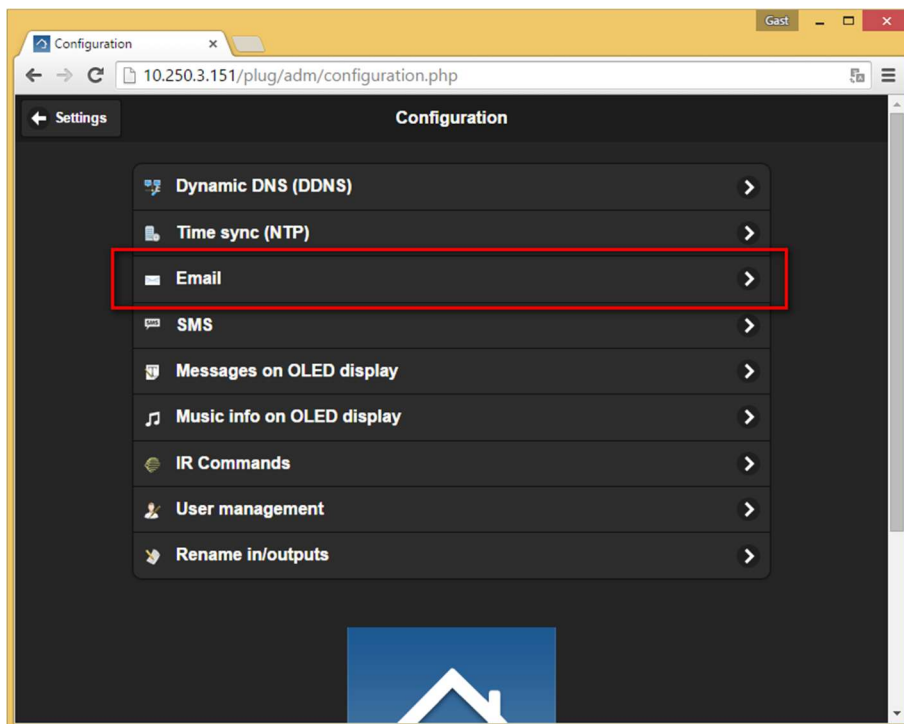 Gast
Configuration
10.250.3.151/plug/adm/configuration.php
Settings
Configuration
Dynamic DNS (DDNS)
Time sync (NTP)
Email
SMS
SMS
Messages on OLED display
Music info on OLED display
IR Commands
User management
Rename in/outputs